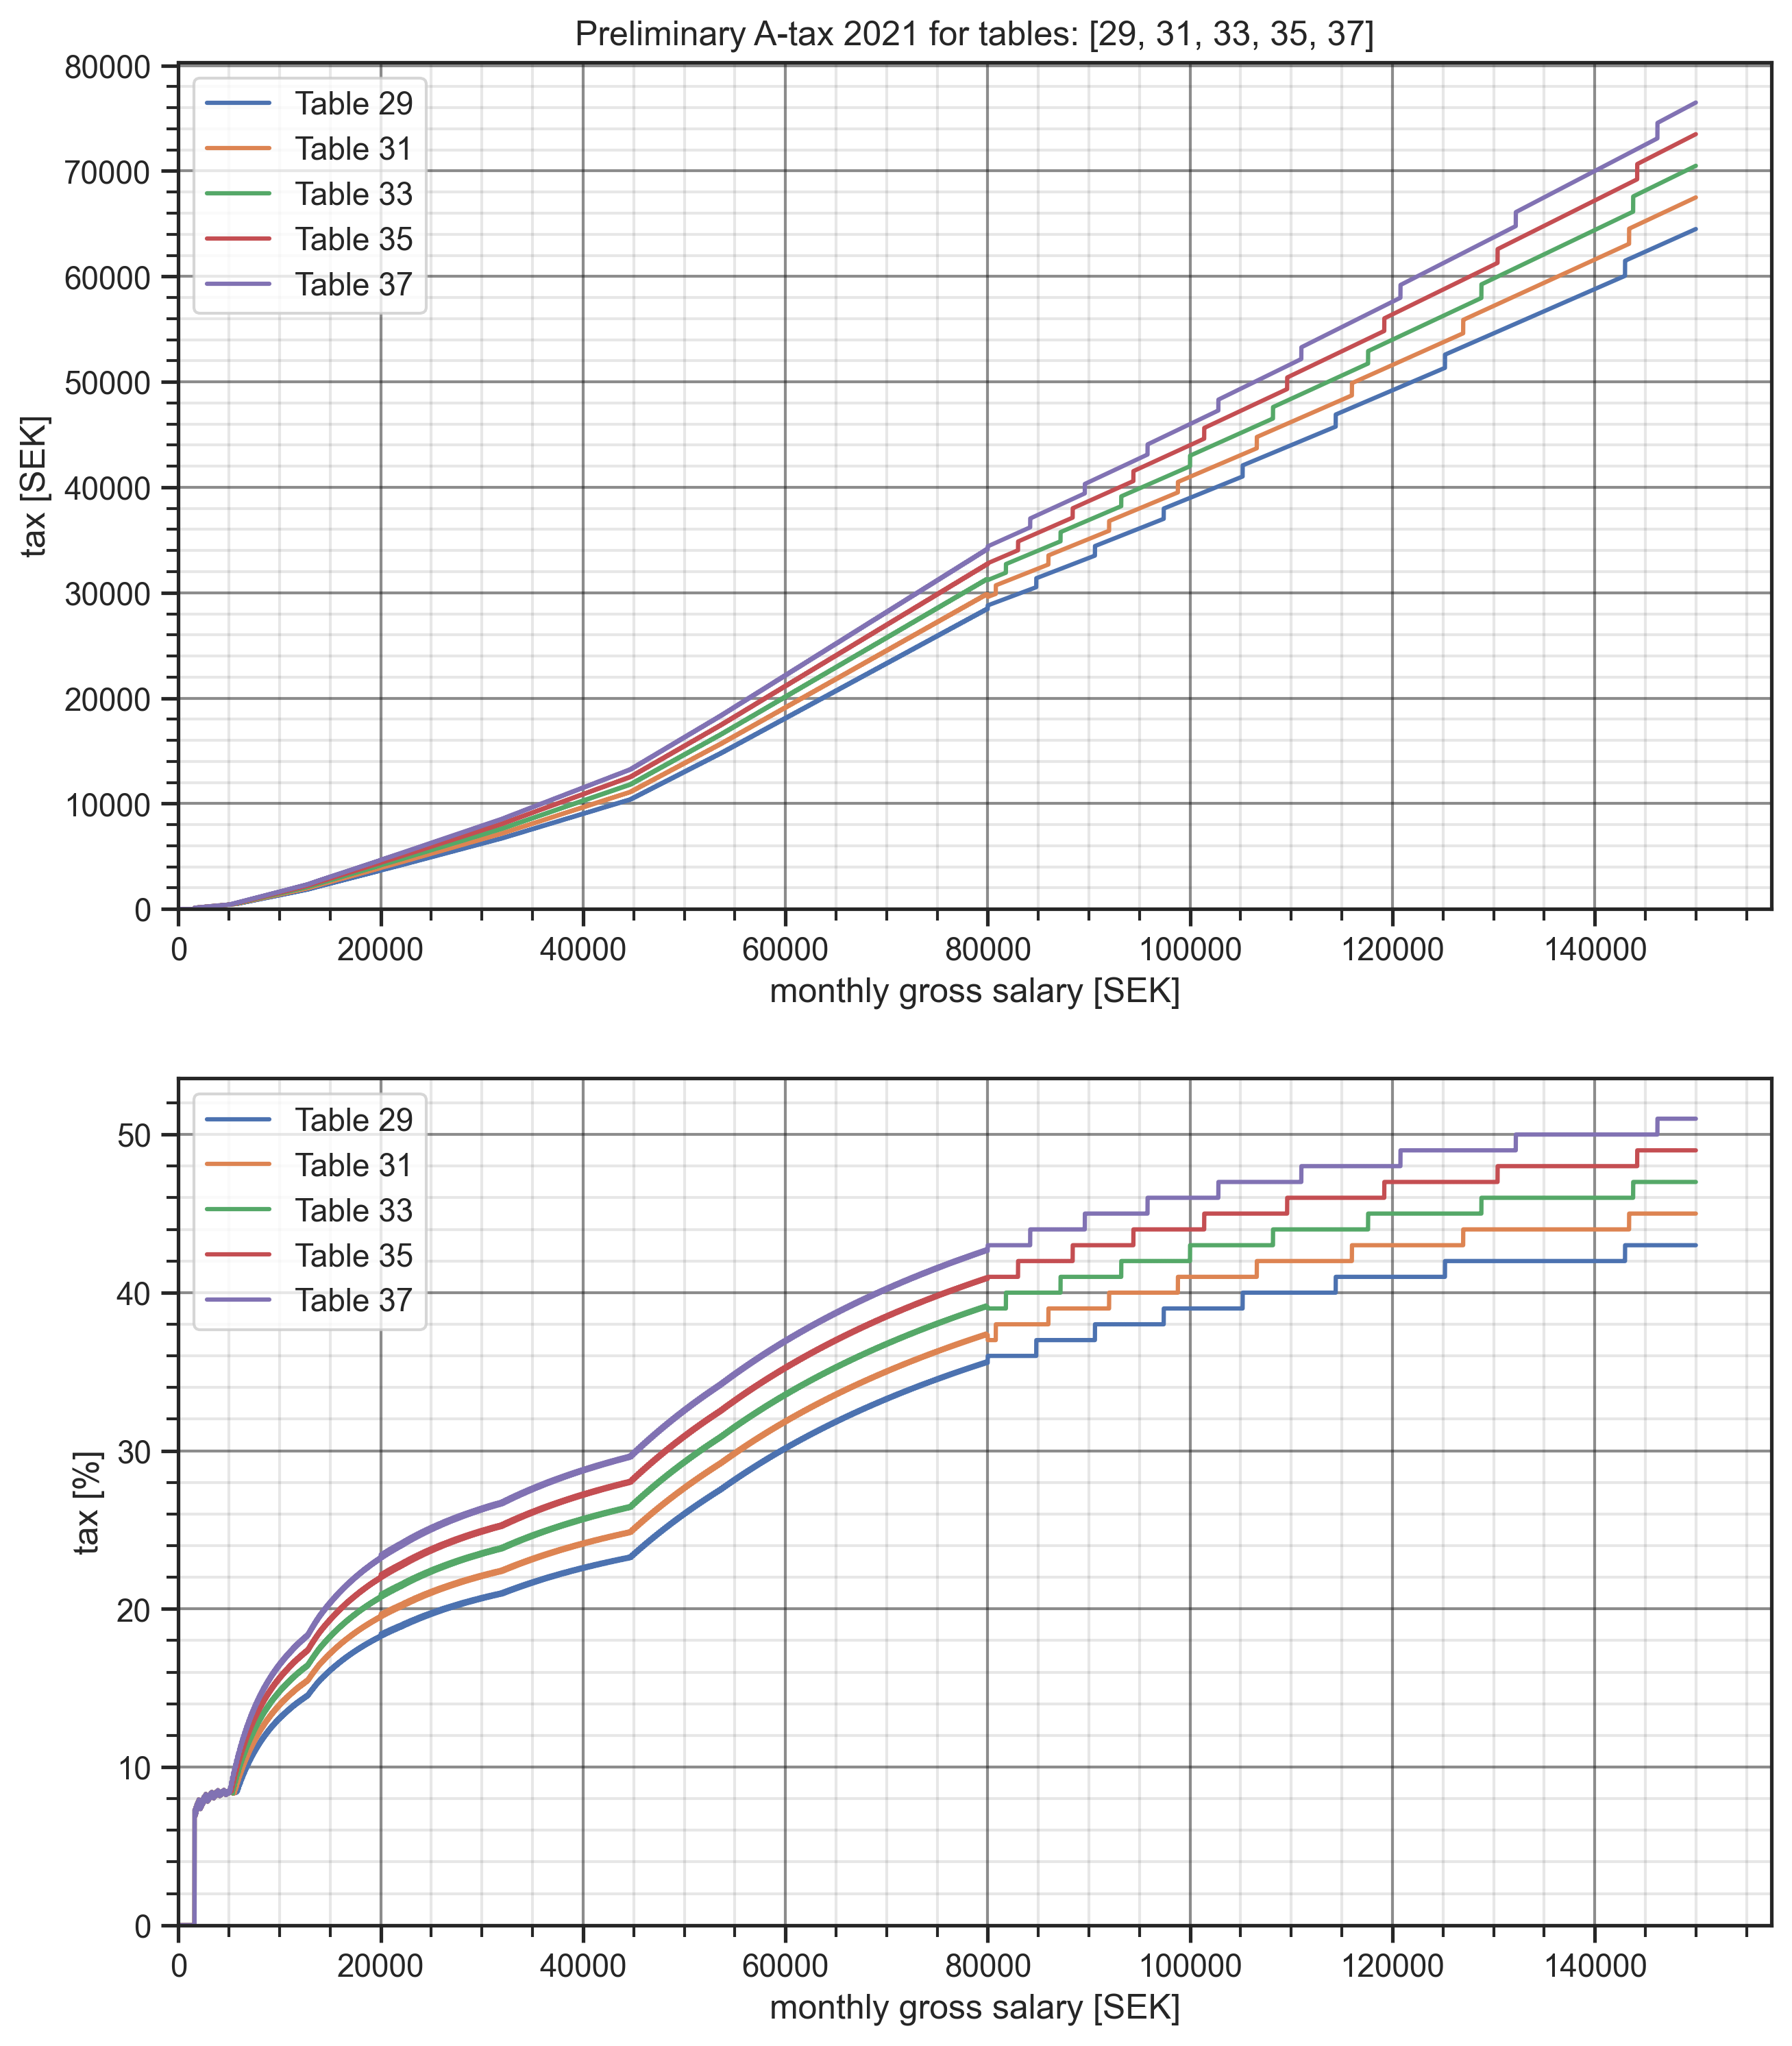 Preliminary A-tax 2021 for tables: [29, 31, 33, 35, 37]
80000
70000
60000
50000
40000
30000
20000
10000
0
tax [SEK]
Table 29
Table 31
Table 33
Table 35
Table 37
0 20000 40000 60000 80000 100000 120000 140000
monthly gross salary [SEK]
50
40
30
20
10
0
tax [%]
Table 29
Table 31
Table 33
Table 35
Table 37
0 20000 40000 60000 80000 100000 120000 140000
monthly gross salary [SEK]